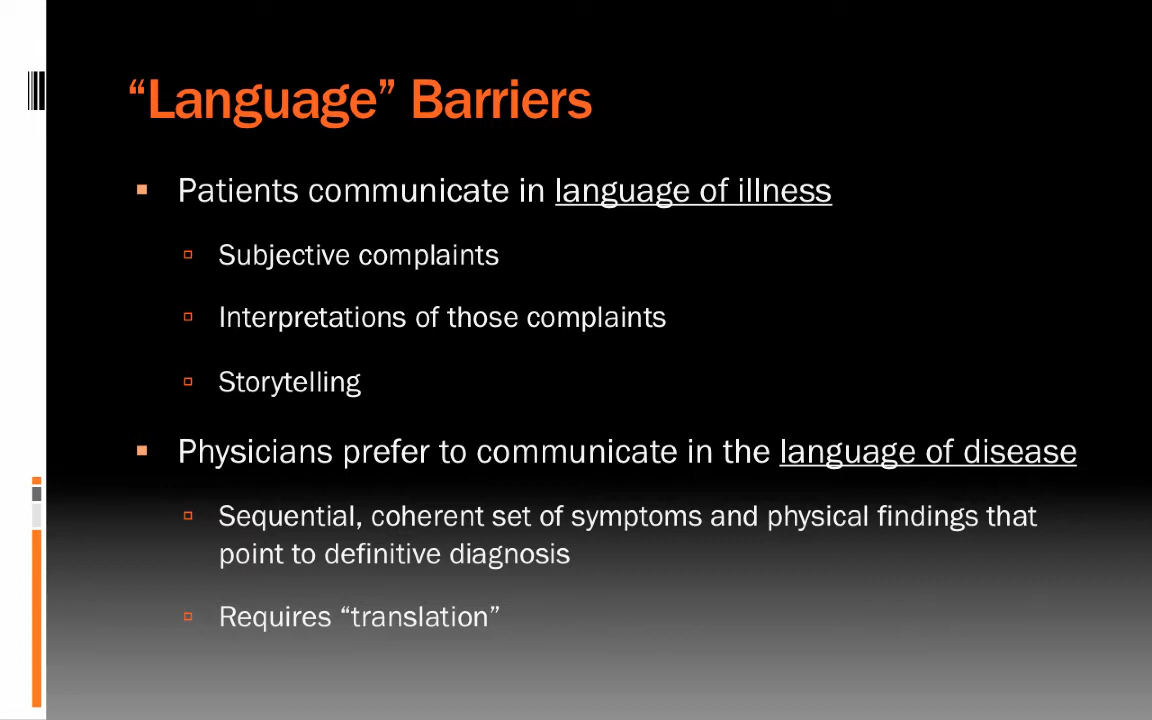 “Language” Barriers
Patients communicate in language of illness
Subjective complaints
Interpretations of those complaints
Storytelling
Physicians prefer to communicate in the language of disease
Sequential, coherent set of symptoms and physical findings that
point to definitive diagnosis
Requires “translation”